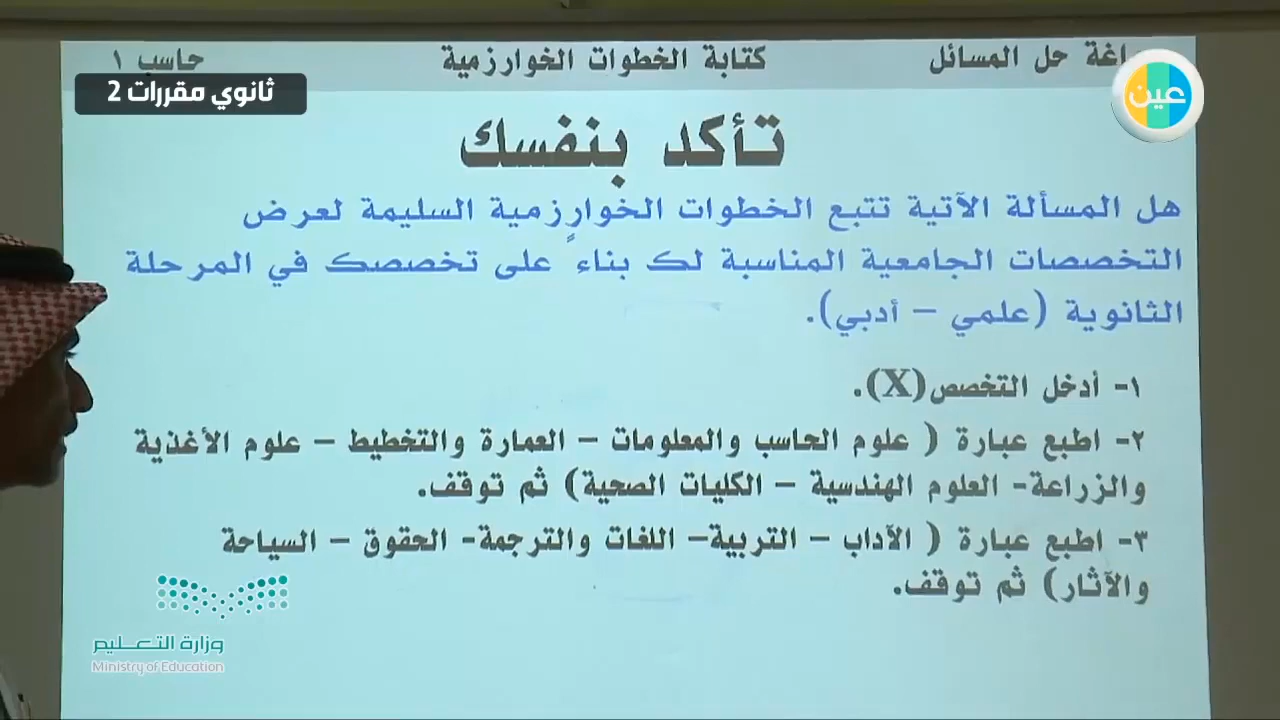 ـاغة حل المسائل
كتابة الخطوات الخوارزمية
حاسب ١
ثانوي مقررات 2
عين
تأكد بنفسك
هل المسألة الآتية تتبع الخطوات الخوارزمية السليمة لعرض
التخصصات الجامعية المناسبة لك بناءً على تخصصك في المرحلة
الثانوية (علمي – أدبي).
١- أدخل التخصص(X).
٢- اطبع عبارة ( علوم الحاسب والمعلومات – العمارة والتخطيط – علوم الأغذية
والزراعة- العلوم الهندسية – الكليات الصحية) ثم توقف.
٣- اطبع عبارة ( الآداب – التربية– اللغات والترجمة- الحقوق – السياحة
والآثار) ثم توقف.
وزارة التعليم
Ministry of Education